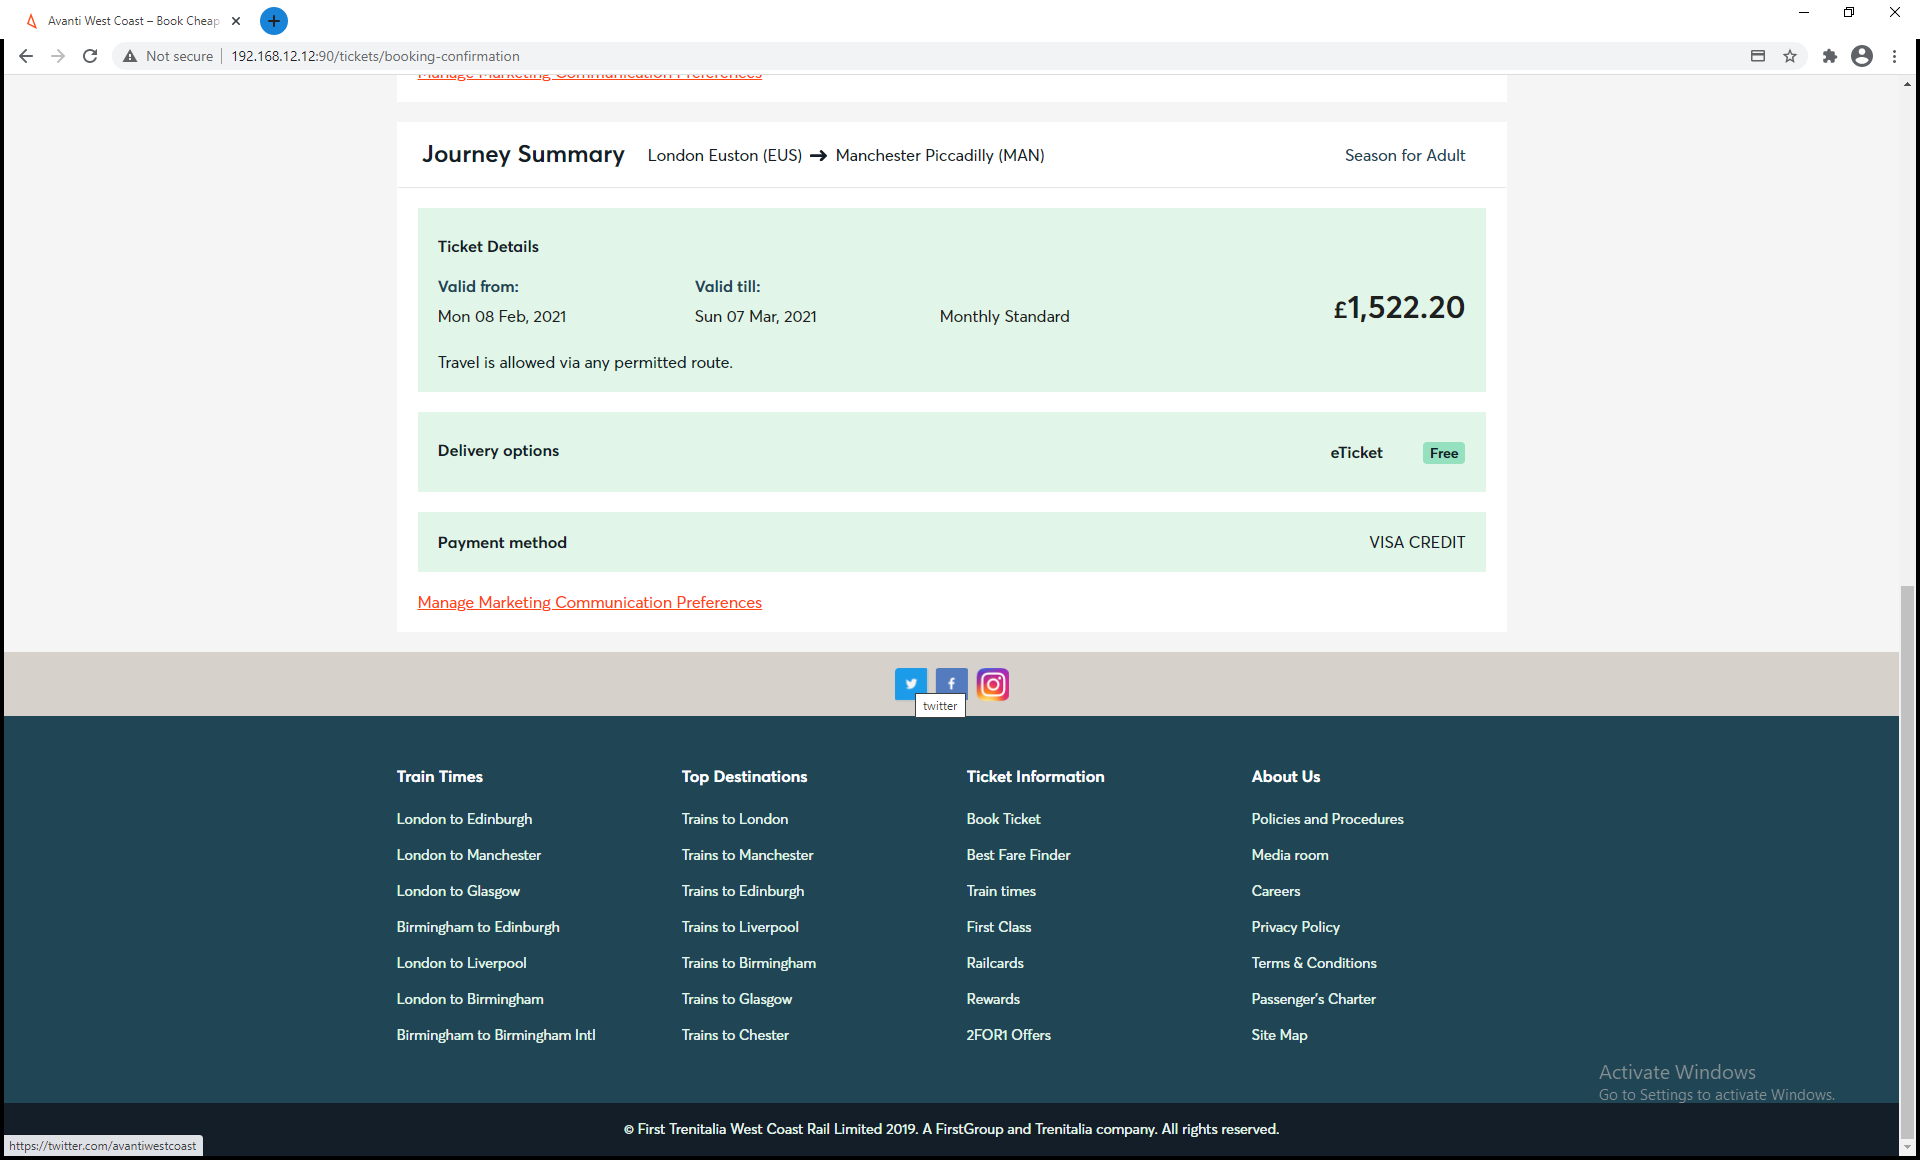 Avanti West Coast – Book Cheap
Not secure
192.168.12.12:90/tickets/booking-confirmation
Manage Marketing Communication Preferences
Journey Summary London Euston (EUS) → Manchester Piccadilly (MAN) Season for Adult
Ticket Details
Valid from: Valid till:
Mon 08 Feb, 2021 Sun 07 Mar, 2021 Monthly Standard £1,522.20
Travel is allowed via any permitted route.
Delivery options eTicket Free
Payment method VISA CREDIT
Manage Marketing Communication Preferences
twitter
Train Times Top Destinations Ticket Information About Us
London to Edinburgh Trains to London Book Ticket Policies and Procedures
London to Manchester Trains to Manchester Best Fare Finder Media room
London to Glasgow Trains to Edinburgh Train times Careers
Birmingham to Edinburgh Trains to Liverpool First Class Privacy Policy
London to Liverpool Trains to Birmingham Railcards Terms & Conditions
London to Birmingham Trains to Glasgow Rewards Passenger's Charter
Birmingham to Birmingham Intl Trains to Chester 2FOR1 Offers Site Map
Activate Windows
Go to Settings to activate Windows.
© First Trenitalia West Coast Rail Limited 2019. A FirstGroup and Trenitalia company. All rights reserved.
https://twitter.com/avantiwestcoast